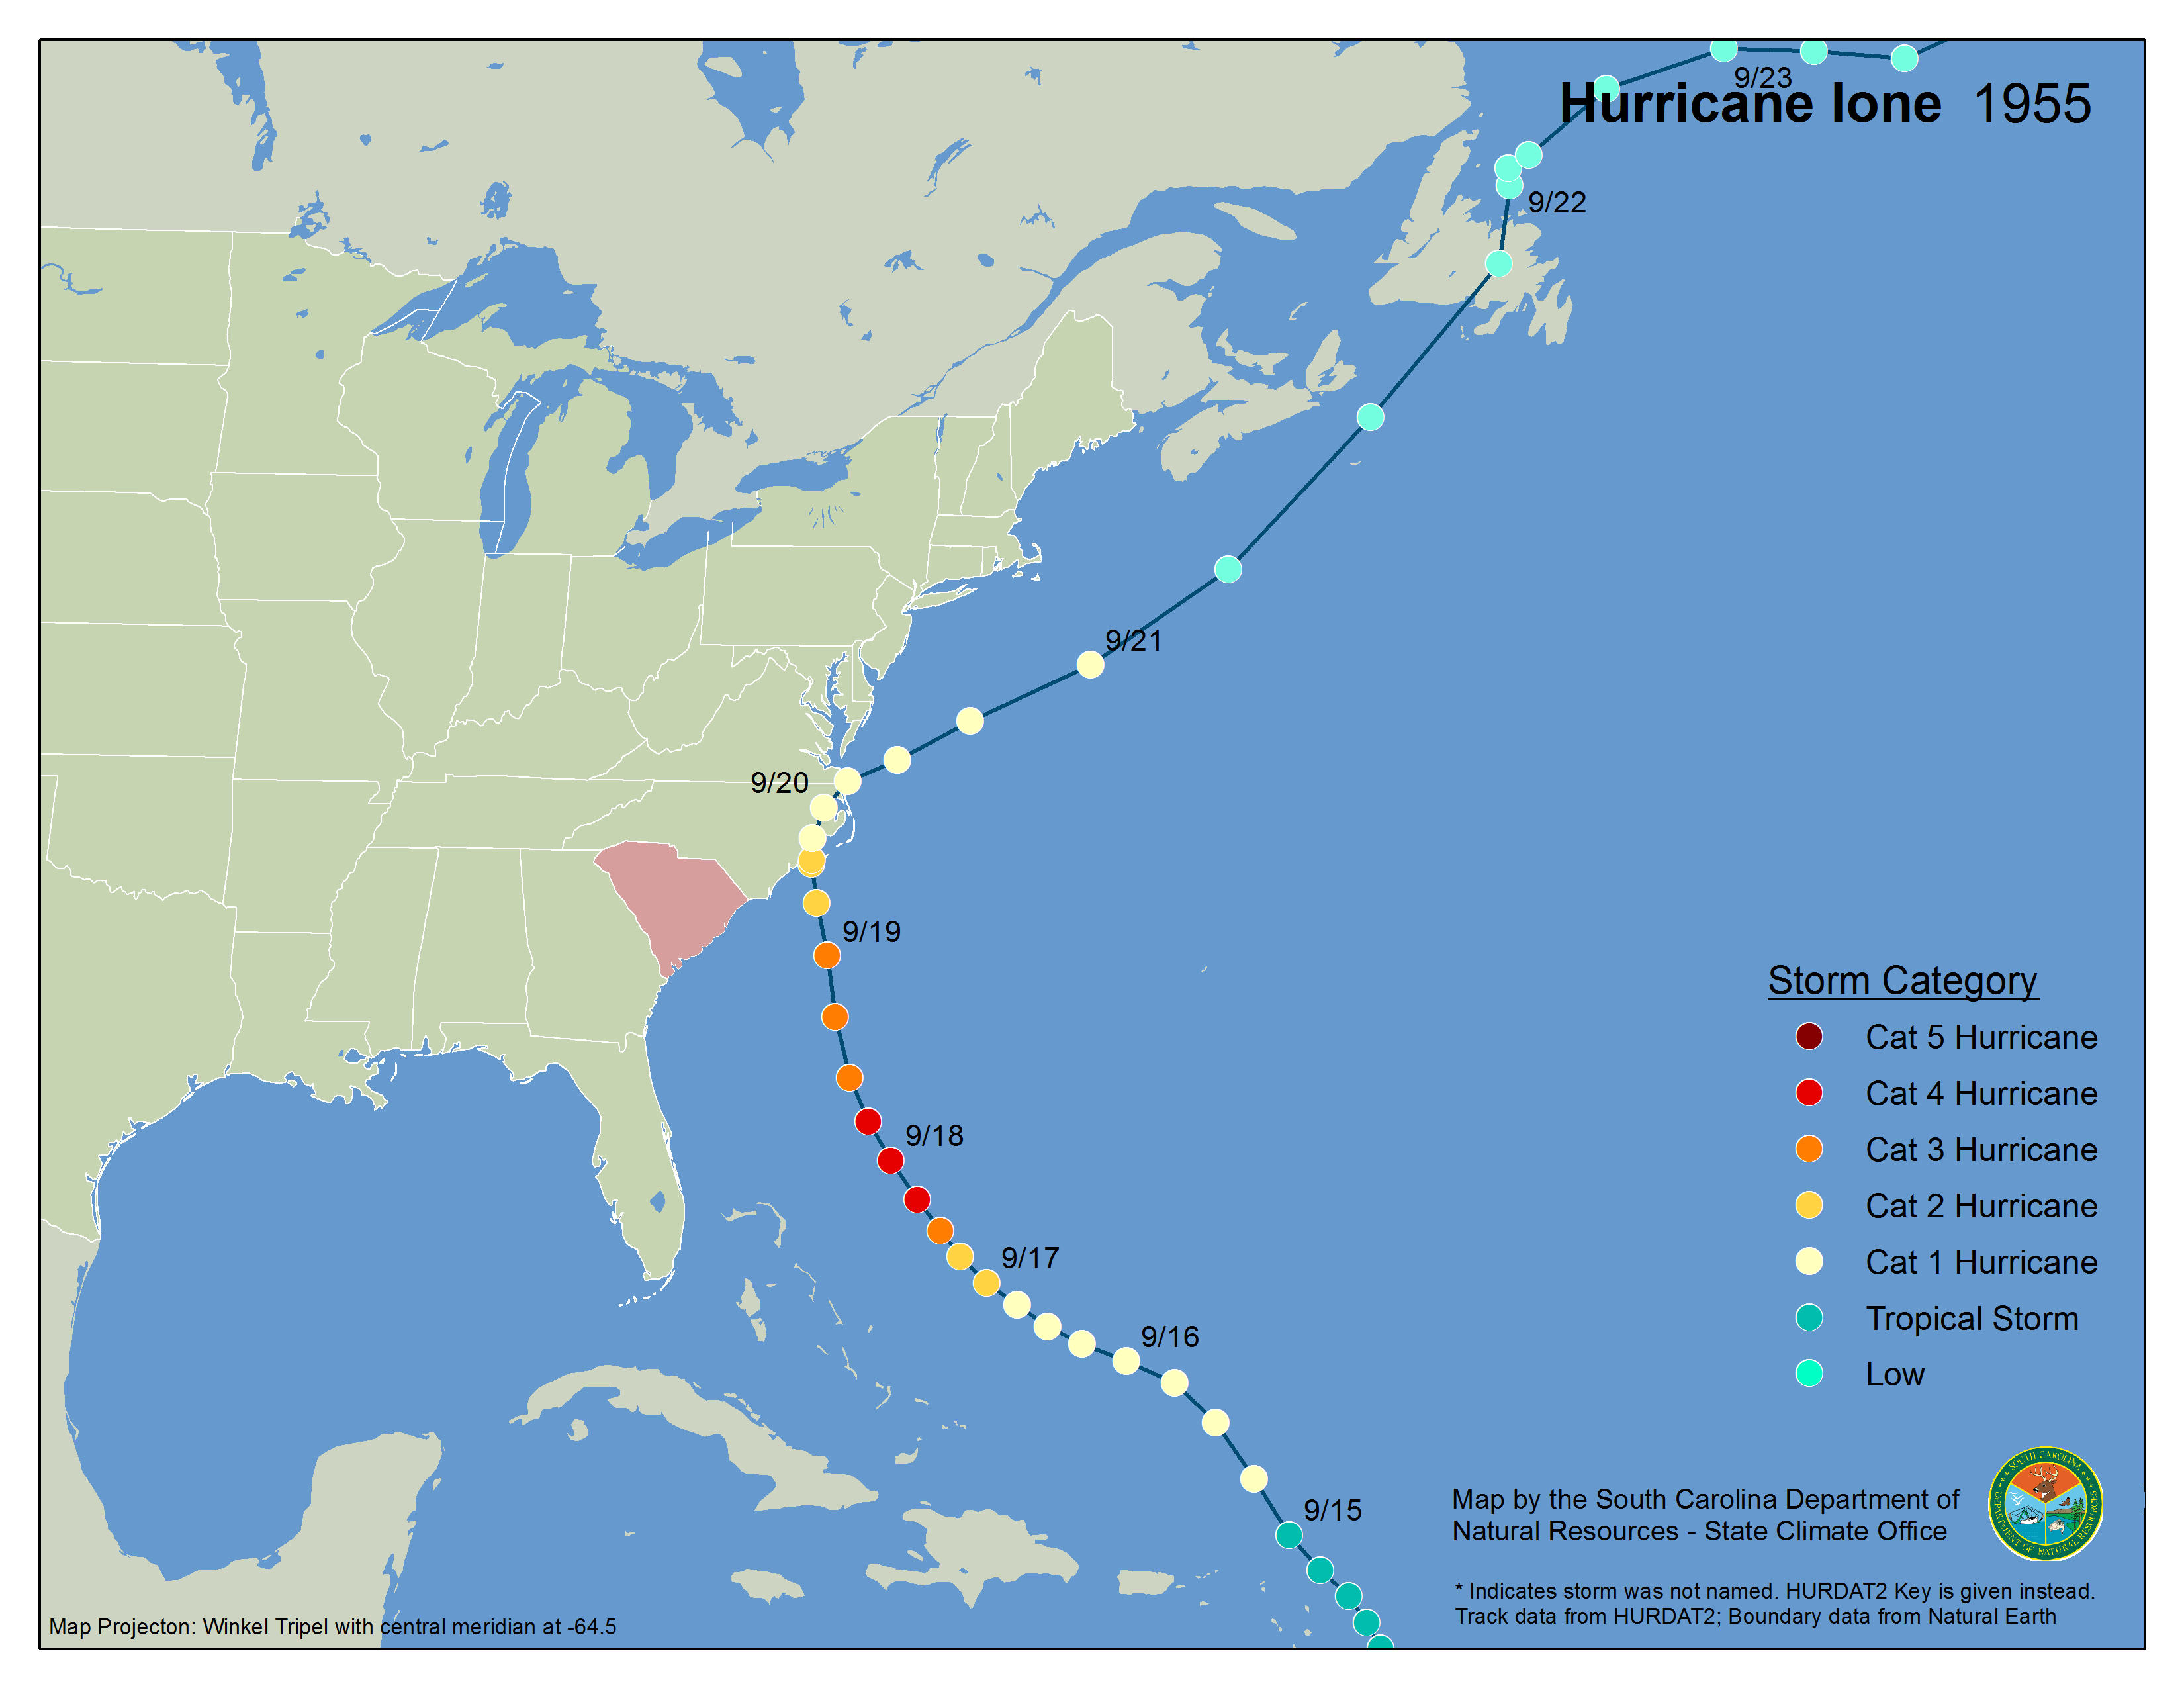 9/23
Hurricane Ione 1955
9/22
9/21
9/20
9/19
9/18
9/17
9/16
9/15
Storm Category
Cat 5 Hurricane
Cat 4 Hurricane
Cat 3 Hurricane
Cat 2 Hurricane
Cat 1 Hurricane
Tropical Storm
Low
Map by the South Carolina Department of
Natural Resources - State Climate Office
SOUTH CAROLINA
DEPARTMENT OF NATURAL RESOURCES
* Indicates storm was not named. HURDAT2 Key is given instead.
Track data from HURDAT2; Boundary data from Natural Earth
Map Projecton: Winkel Tripel with central meridian at -64.5